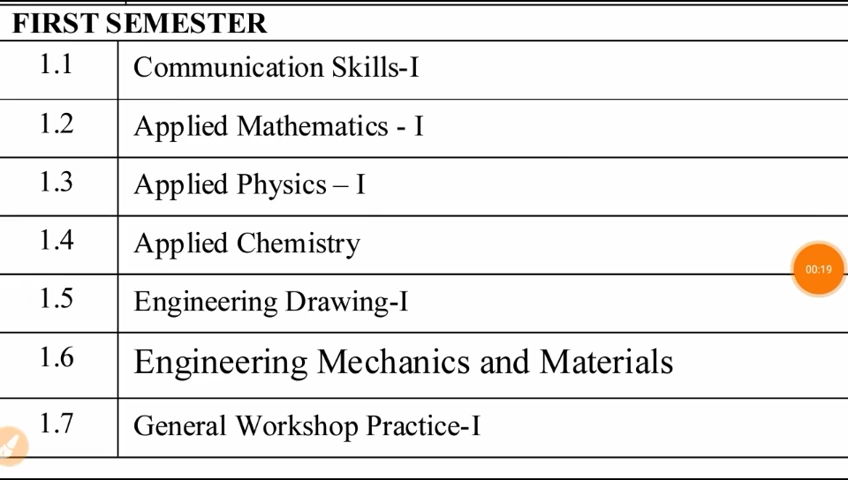 FIRST SEMESTER
1.1 Communication Skills-I
1.2 Applied Mathematics - I
1.3 Applied Physics – I
1.4 Applied Chemistry
1.5 Engineering Drawing-I
1.6 Engineering Mechanics and Materials
1.7 General Workshop Practice-I
00:19